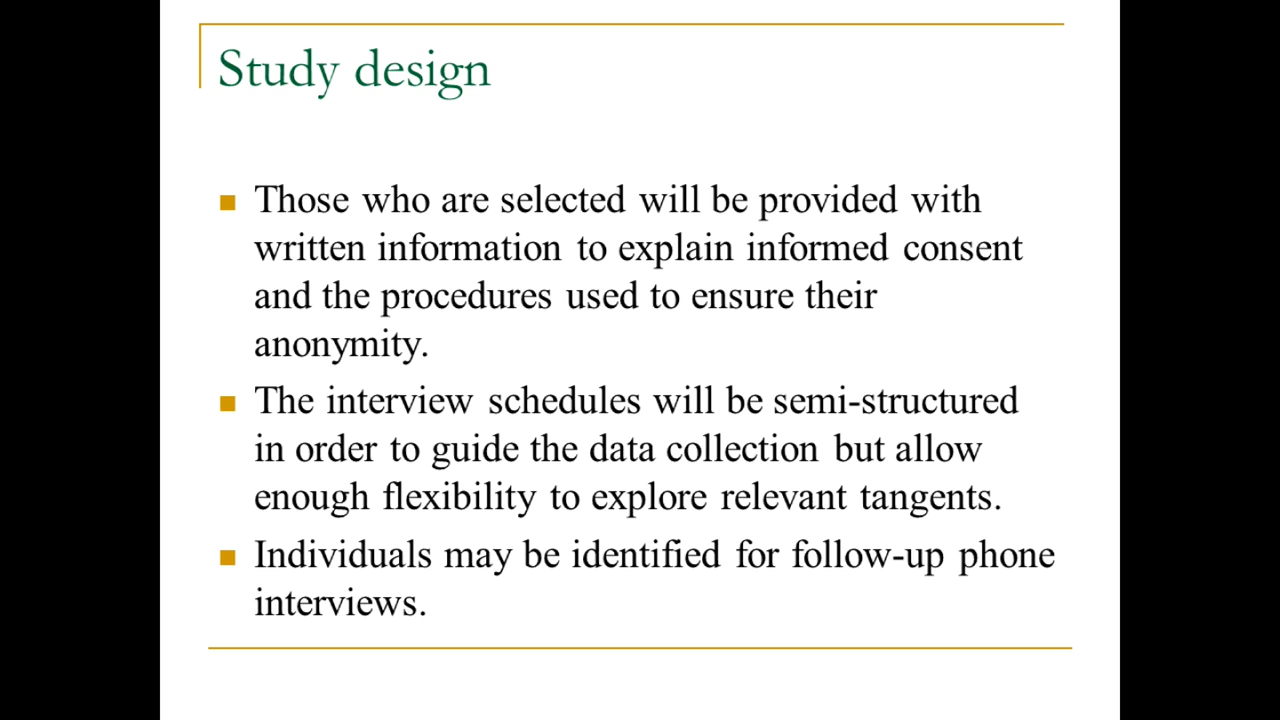 Study design
Those who are selected will be provided with
written information to explain informed consent
and the procedures used to ensure their
anonymity.
The interview schedules will be semi-structured
in order to guide the data collection but allow
enough flexibility to explore relevant tangents.
Individuals may be identified for follow-up phone
interviews.